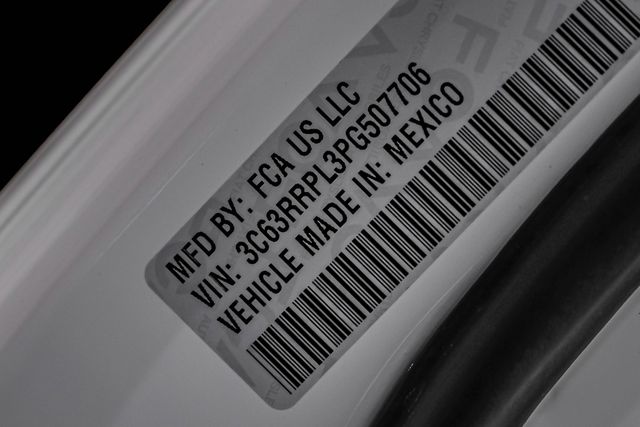 MFD BY: FCA US LLC
VIN: 3C63RRPL3PG507706
VEHICLE MADE IN: MEXICO